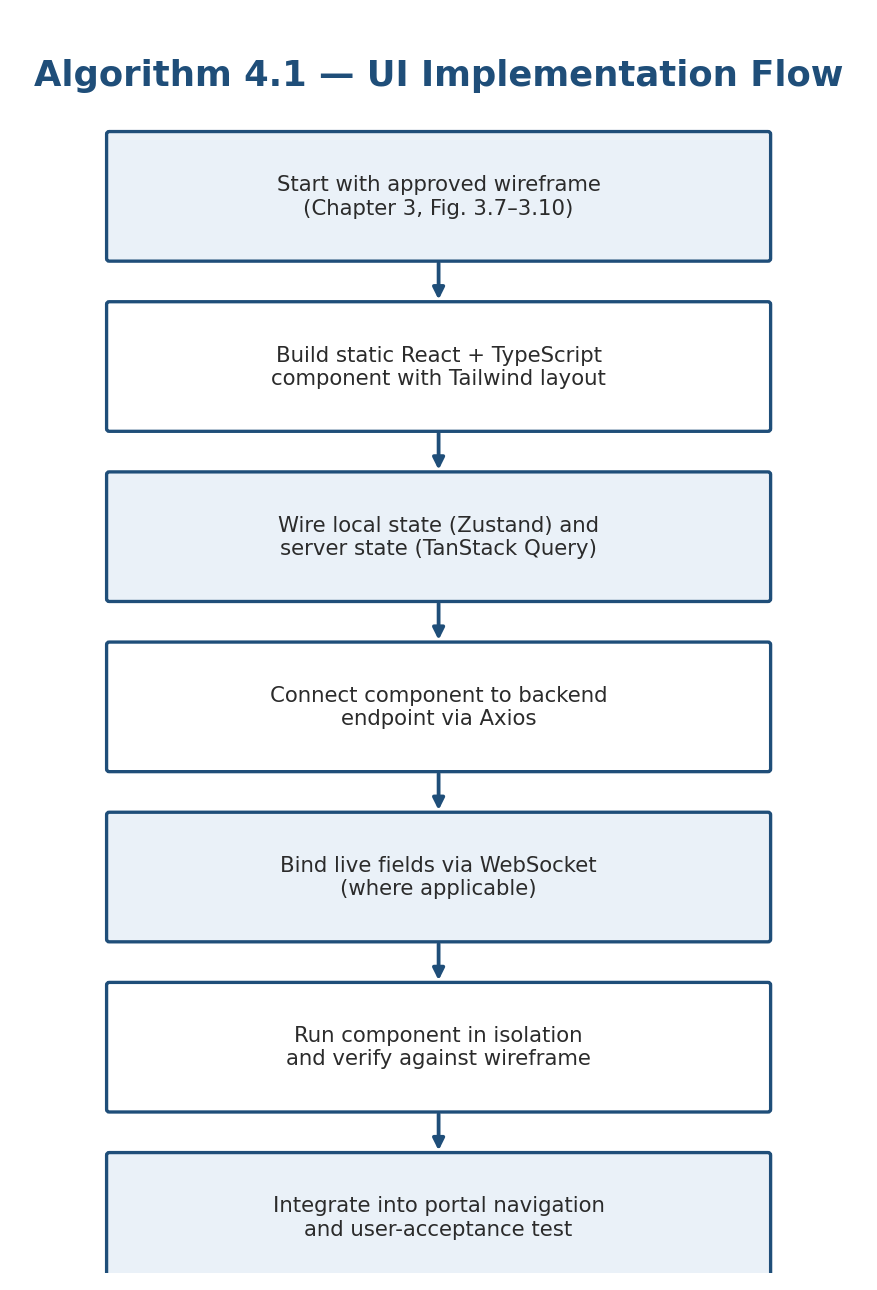 Algorithm 4.1 — UI Implementation Flow
Start with approved wireframe
(Chapter 3, Fig. 3.7–3.10)
Build static React + TypeScript
component with Tailwind layout
Wire local state (Zustand) and
server state (TanStack Query)
Connect component to backend
endpoint via Axios
Bind live fields via WebSocket
(where applicable)
Run component in isolation
and verify against wireframe
Integrate into portal navigation
and user-acceptance test